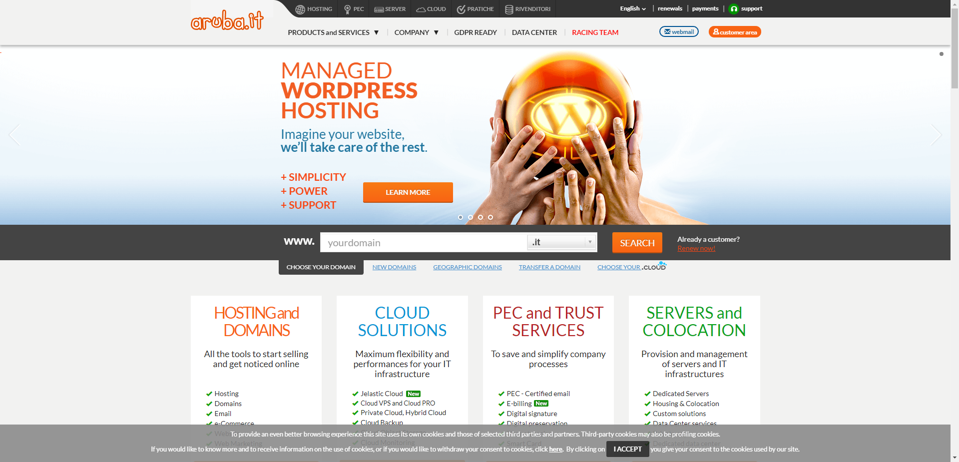 aruba.it
HOSTING PEC SERVER CLOUD PRATICHE RIVENDITORI
English renewals payments support
PRODUCTS and SERVICES ▼ COMPANY ▼ GDPR READY DATA CENTER RACING TEAM
webmail customer area
MANAGED
WORDPRESS
HOSTING
Imagine your website,
we'll take care of the rest.
+ SIMPLICITY
+ POWER
+ SUPPORT
LEARN MORE
www. yourdomain .it SEARCH
Already a customer?
Renew now!
CHOOSE YOUR DOMAIN NEW DOMAINS GEOGRAPHIC DOMAINS TRANSFER A DOMAIN CHOOSE YOUR .CLOUD
HOSTING and
DOMAINS
All the tools to start selling
and get noticed online
Hosting
Domains
Email
e-Commerce
CLOUD
SOLUTIONS
Maximum flexibility and
performances for your IT
infrastructure
Jelastic Cloud New
Cloud VPS and Cloud PRO
Private Cloud, Hybrid Cloud
Cloud Backup
PEC and TRUST
SERVICES
To save and simplify company
processes
PEC - Certified email
E-billing New
Digital signature
Digital preservation
SERVERS and
COLOCATION
Provision and management
of servers and IT
infrastructures
Dedicated Servers
Housing & Colocation
Custom solutions
Data Center services
To provide an even better browsing experience this site uses its own cookies and those of selected third parties and partners. Third-party cookies may also be profiling cookies.
If you would like to know more and to receive information on the use of cookies, or if you would like to withdraw your consent to cookies, click here. By clicking on I ACCEPT you give your consent to the cookies used by our site.